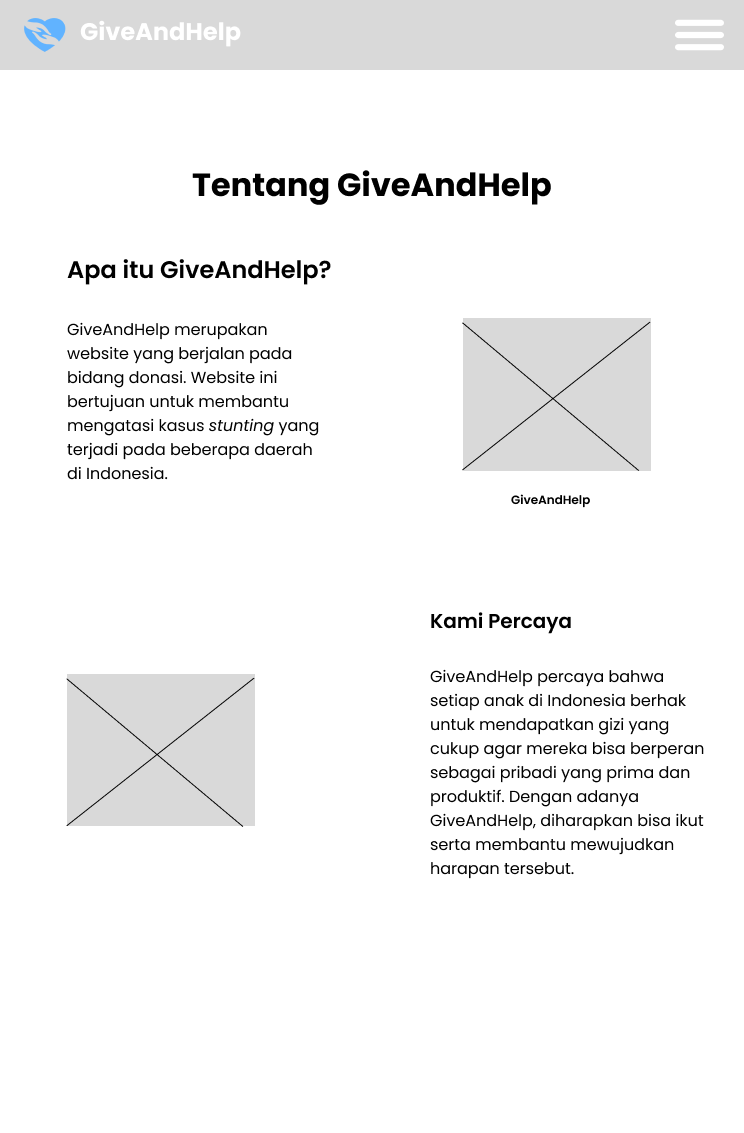 GiveAndHelp
Tentang GiveAndHelp
Apa itu GiveAndHelp?
GiveAndHelp merupakan
website yang berjalan pada
bidang donasi. Website ini
bertujuan untuk membantu
mengatasi kasus stunting yang
terjadi pada beberapa daerah
di Indonesia.
GiveAndHelp
Kami Percaya
GiveAndHelp percaya bahwa
setiap anak di Indonesia berhak
untuk mendapatkan gizi yang
cukup agar mereka bisa berperan
sebagai pribadi yang prima dan
produktif. Dengan adanya
GiveAndHelp, diharapkan bisa ikut
serta membantu mewujudkan
harapan tersebut.